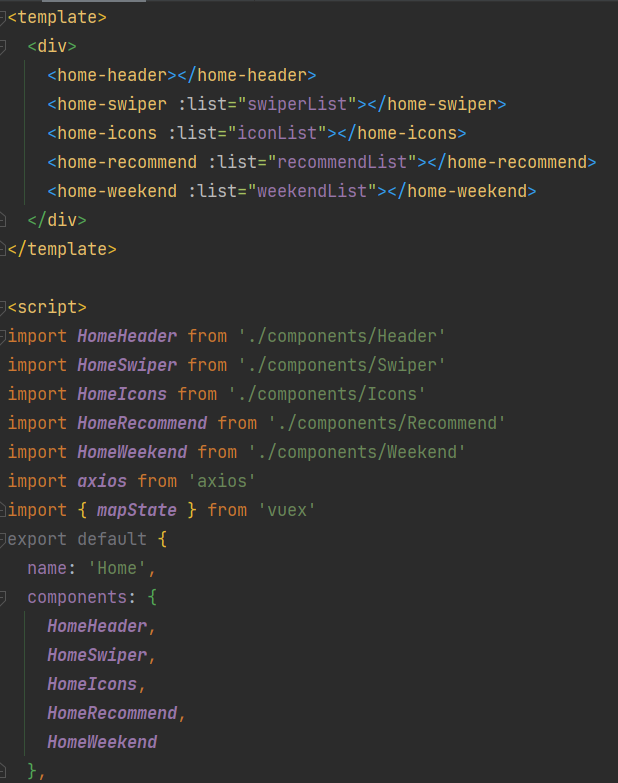 <template>
  <div>
    <home-header></home-header>
    <home-swiper :list="swiperList"></home-swiper>
    <home-icons :list="iconList"></home-icons>
    <home-recommend :list="recommendList"></home-recommend>
    <home-weekend :list="weekendList"></home-weekend>
  </div>
</template>

<script>
import HomeHeader from './components/Header'
import HomeSwiper from './components/Swiper'
import HomeIcons from './components/Icons'
import HomeRecommend from './components/Recommend'
import HomeWeekend from './components/Weekend'
import axios from 'axios'
import { mapState } from 'vuex'
export default {
  name: 'Home',
  components: {
    HomeHeader,
    HomeSwiper,
    HomeIcons,
    HomeRecommend,
    HomeWeekend
  },